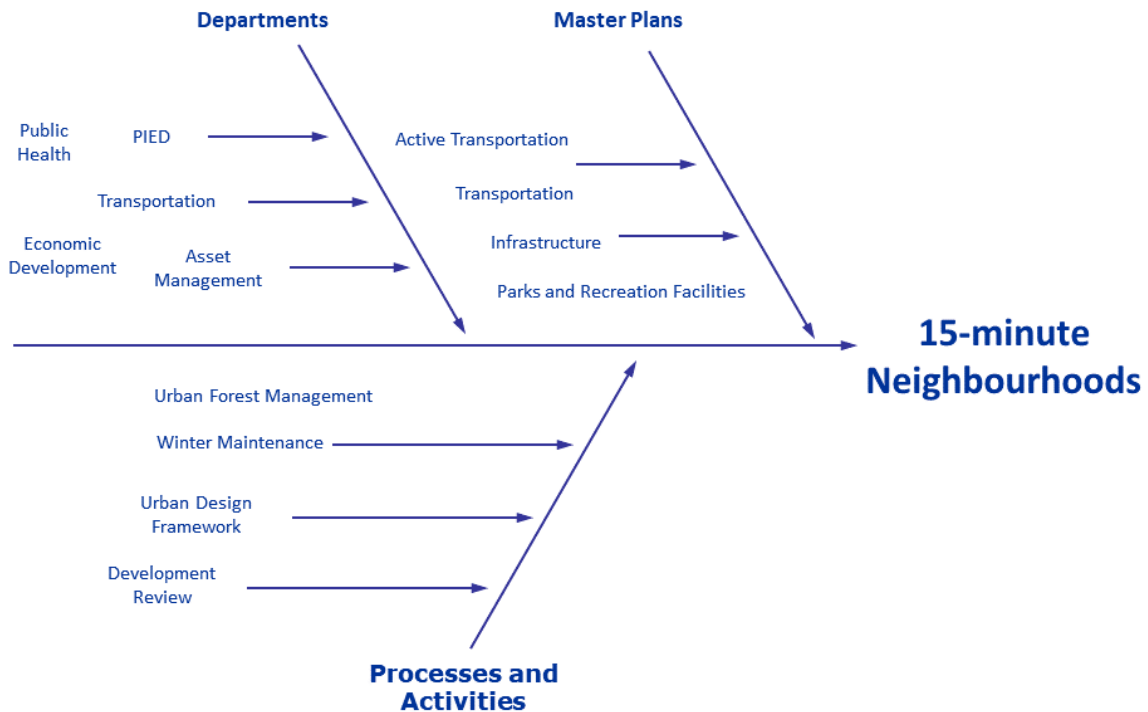 Departments
Master Plans
Public
Health
PIED
Transportation
Economic
Development
Asset
Management
Active Transportation
Transportation
Infrastructure
Parks and Recreation Facilities
15-minute
Neighbourhoods
Urban Forest Management
Winter Maintenance
Urban Design
Framework
Development
Review
Processes and
Activities